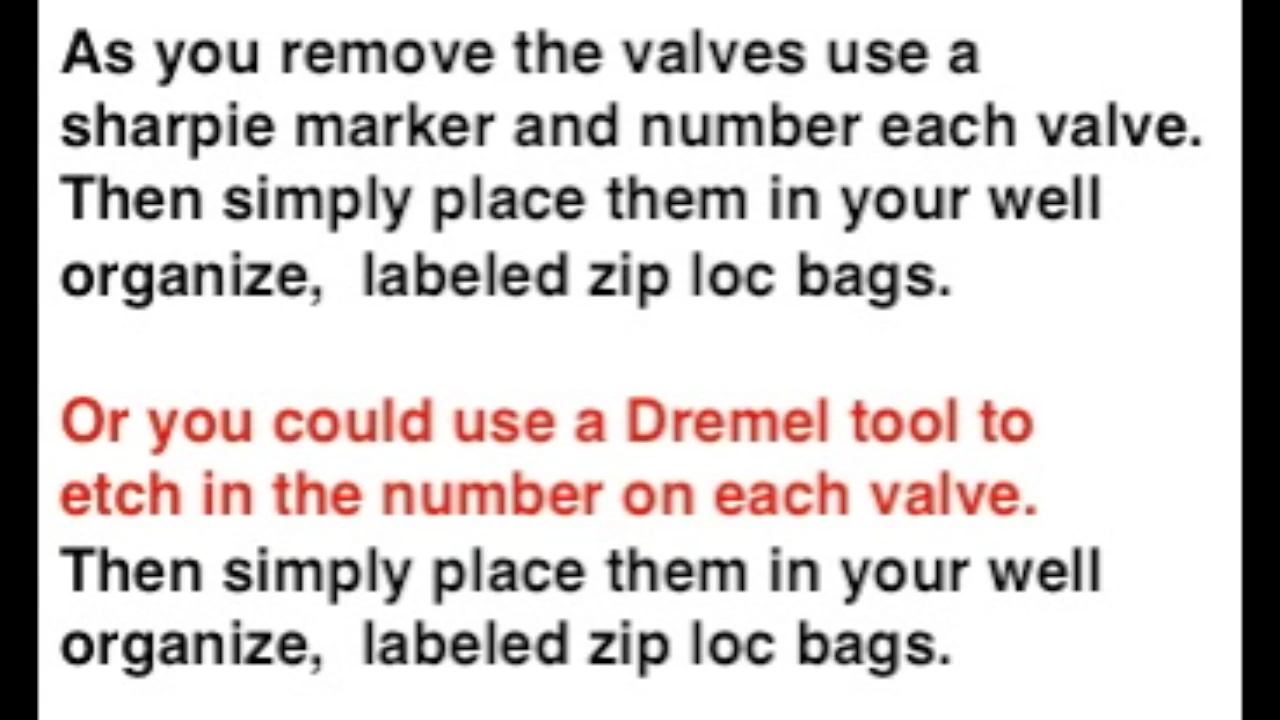 As you remove the valves use a
sharpie marker and number each valve.
Then simply place them in your well
organize,  labeled zip loc bags.
Or you could use a Dremel tool to
etch in the number on each valve.
Then simply place them in your well
organize,  labeled zip loc bags.